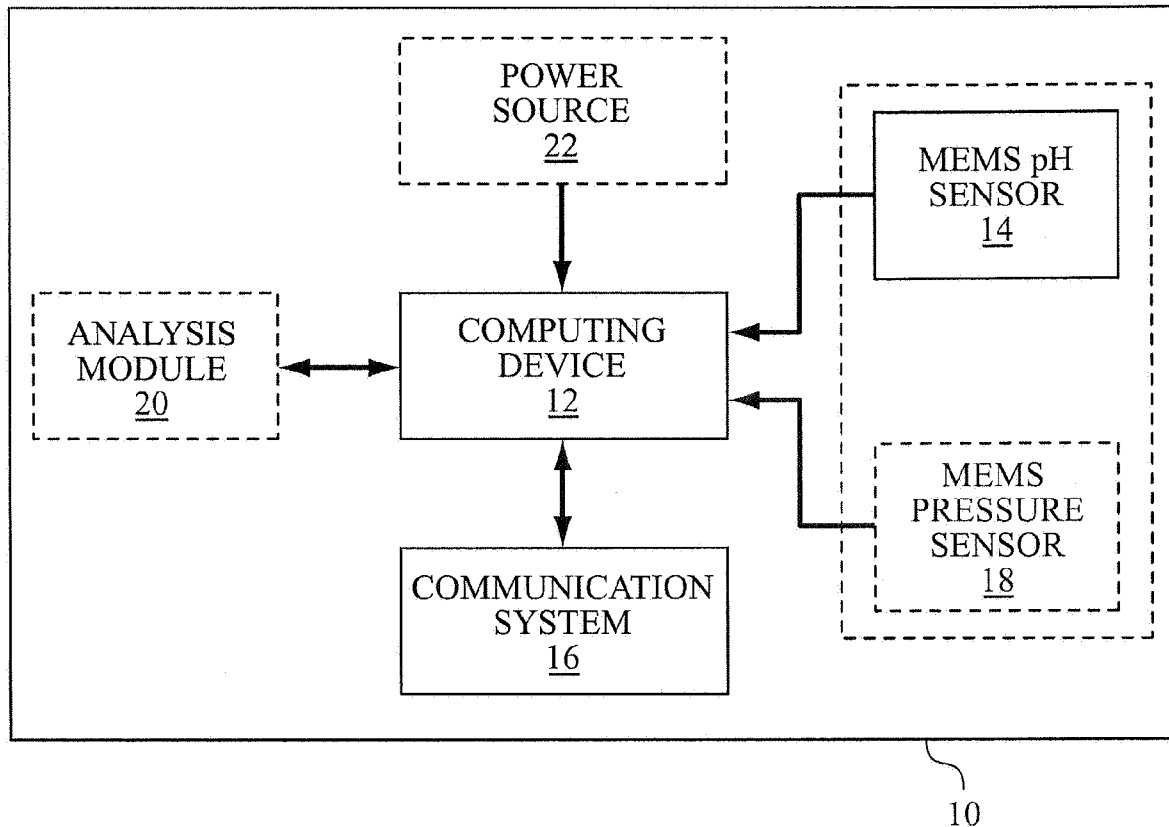 POWER
SOURCE
22
MEMS pH
SENSOR
14
ANALYSIS
MODULE
20
COMPUTING
DEVICE
12
MEMS
PRESSURE
SENSOR
18
COMMUNICATION
SYSTEM
16
10